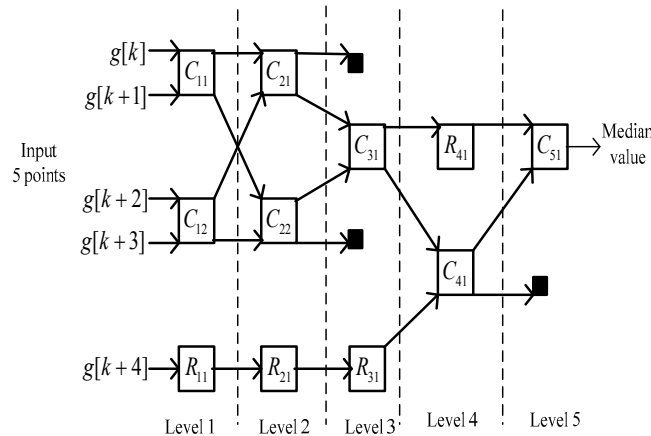 g[k]
g[k+1]
Input
5 points
g[k+2]
g[k+3]
g[k+4]
C₁₁
C₁₂
R₁₁
C₂₁
C₂₂
R₂₁
C₃₁
R₃₁
R₄₁
C₄₁
C₅₁
Median
value
Level 1
Level 2
Level 3
Level 4
Level 5